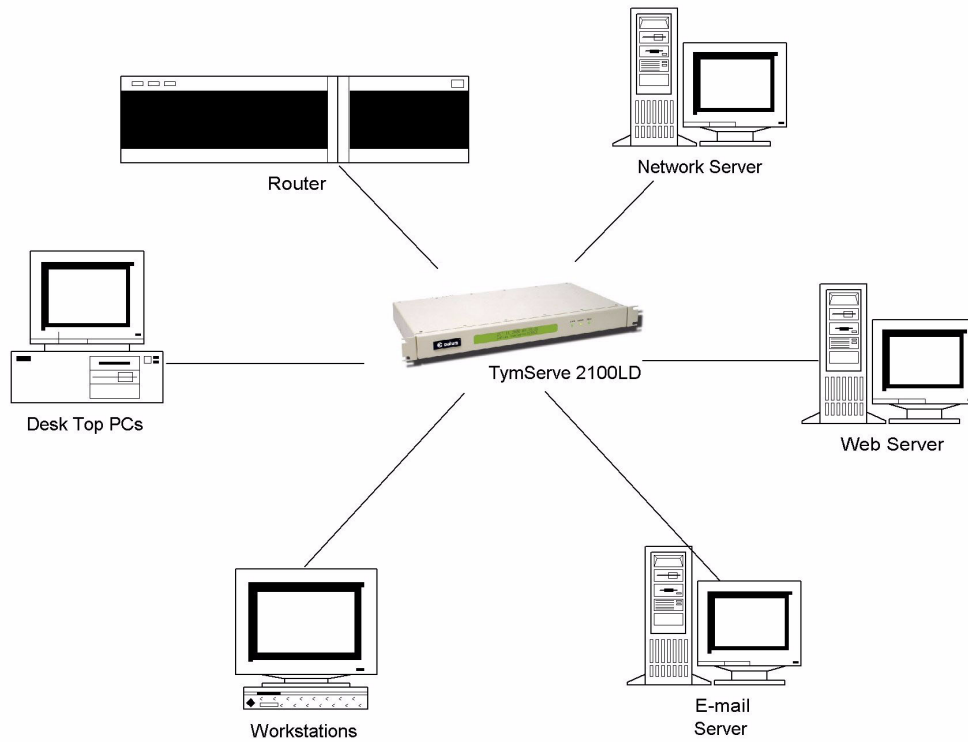 Network Server
Router
TymServe 2100LD
Desk Top PCs
Web Server
Workstations
E-mail
Server